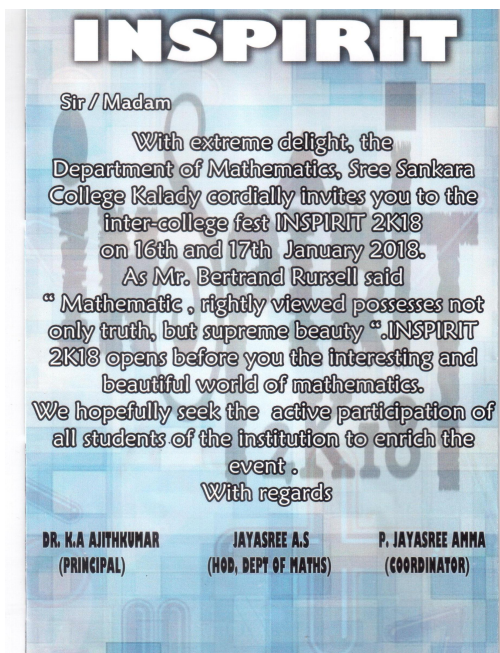 INSPIRIT
Sir / Madam
With extreme delight, the
Department of Mathematics, Sree Sankara
College Kalady cordially invites you to the
inter-college fest INSPIRIT 2K18
on 16th and 17th January 2018.
As Mr. Bertrand Rursell said
“ Mathematic , rightly viewed possesses not
only truth, but supreme beauty “.INSPIRIT
2K18 opens before you the interesting and
beautiful world of mathematics.
We hopefully seek the active participation of
all students of the institution to enrich the
event .
With regards
2K18
DR. K.A AJITHKUMAR JAYASREE A.S P. JAYASREE AMMA
(PRINCIPAL) (HOD, DEPT OF MATHS) (COORDINATOR)